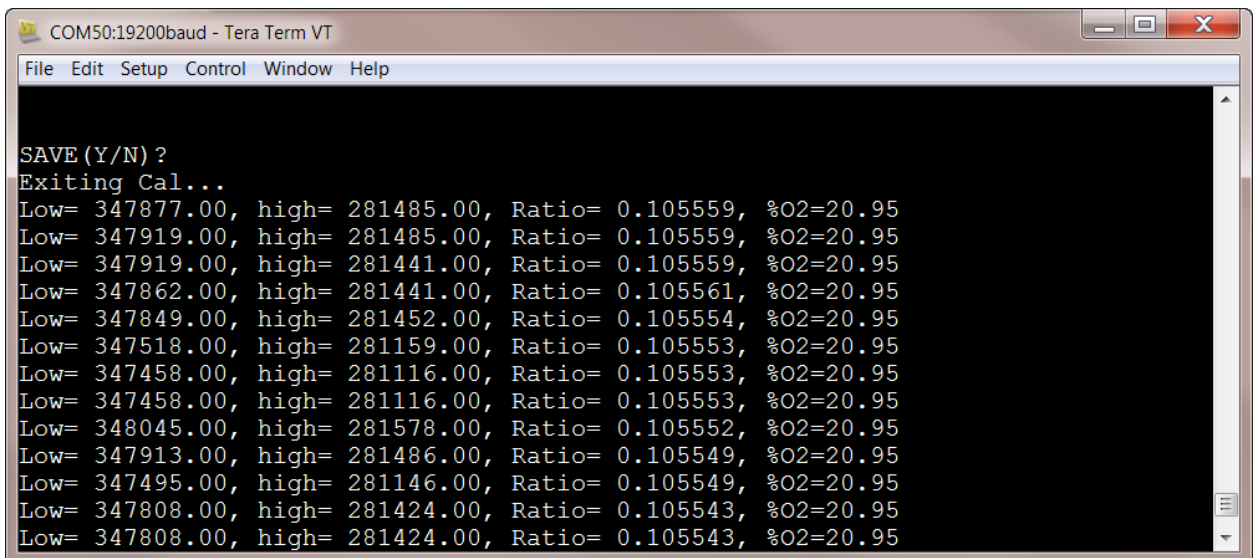 COM50:19200baud - Tera Term VT
File Edit Setup Control Window Help
SAVE(Y/N)?
Exiting Cal...
Low= 347877.00, high= 281485.00, Ratio= 0.105559, %O2=20.95
Low= 347919.00, high= 281485.00, Ratio= 0.105559, %O2=20.95
Low= 347919.00, high= 281441.00, Ratio= 0.105559, %O2=20.95
Low= 347862.00, high= 281441.00, Ratio= 0.105561, %O2=20.95
Low= 347849.00, high= 281452.00, Ratio= 0.105554, %O2=20.95
Low= 347518.00, high= 281159.00, Ratio= 0.105553, %O2=20.95
Low= 347458.00, high= 281116.00, Ratio= 0.105553, %O2=20.95
Low= 347458.00, high= 281116.00, Ratio= 0.105553, %O2=20.95
Low= 348045.00, high= 281578.00, Ratio= 0.105552, %O2=20.95
Low= 347913.00, high= 281486.00, Ratio= 0.105549, %O2=20.95
Low= 347495.00, high= 281146.00, Ratio= 0.105549, %O2=20.95
Low= 347808.00, high= 281424.00, Ratio= 0.105543, %O2=20.95
Low= 347808.00, high= 281424.00, Ratio= 0.105543, %O2=20.95